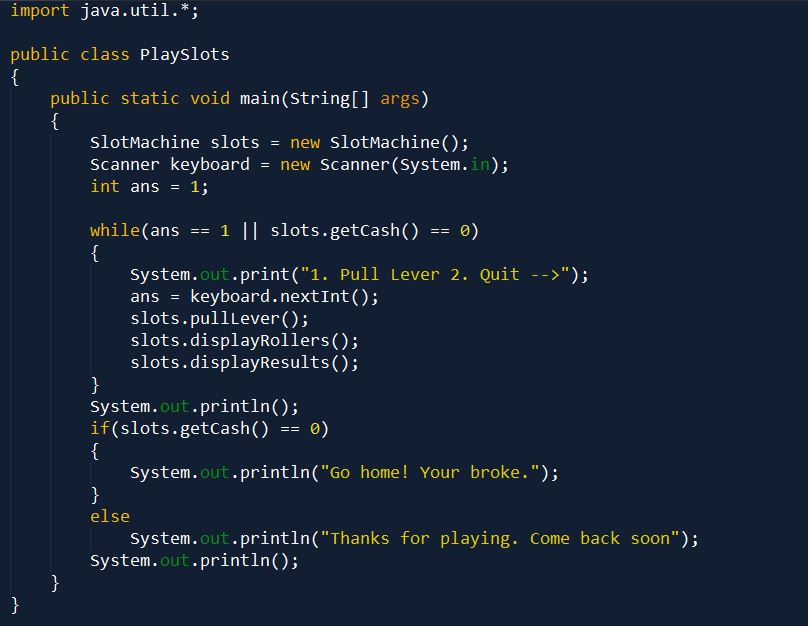 import java.util.*;
public class PlaySlots
{
public static void main(String[] args)
{
SlotMachine slots = new SlotMachine();
Scanner keyboard = new Scanner(System.in);
int ans = 1;
while(ans == 1 || slots.getCash() == 0)
{
System.out.print("1. Pull Lever 2. Quit -->");
ans = keyboard.nextInt();
slots.pullLever();
slots.displayRollers();
slots.displayResults();
}
System.out.println();
if(slots.getCash() == 0)
{
System.out.println("Go home! Your broke.");
}
else
System.out.println("Thanks for playing. Come back soon");
System.out.println();
}
}